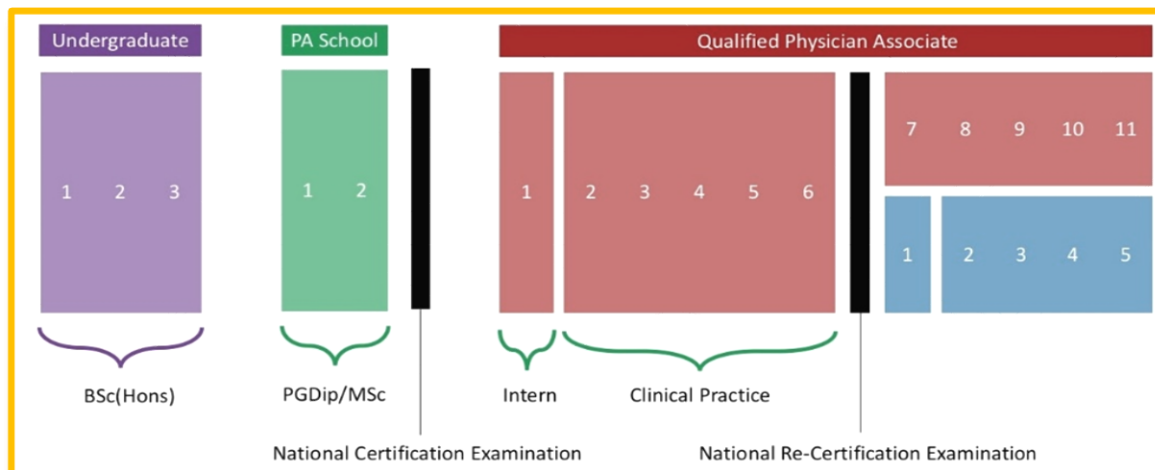 Undergraduate
PA School
Qualified Physician Associate
7 8 9 10 11
1 2 3
1 2
1
2 3 4 5 6
1
2 3 4 5
BSc(Hons)
PGDip/MSc
Intern
Clinical Practice
National Certification Examination
National Re-Certification Examination